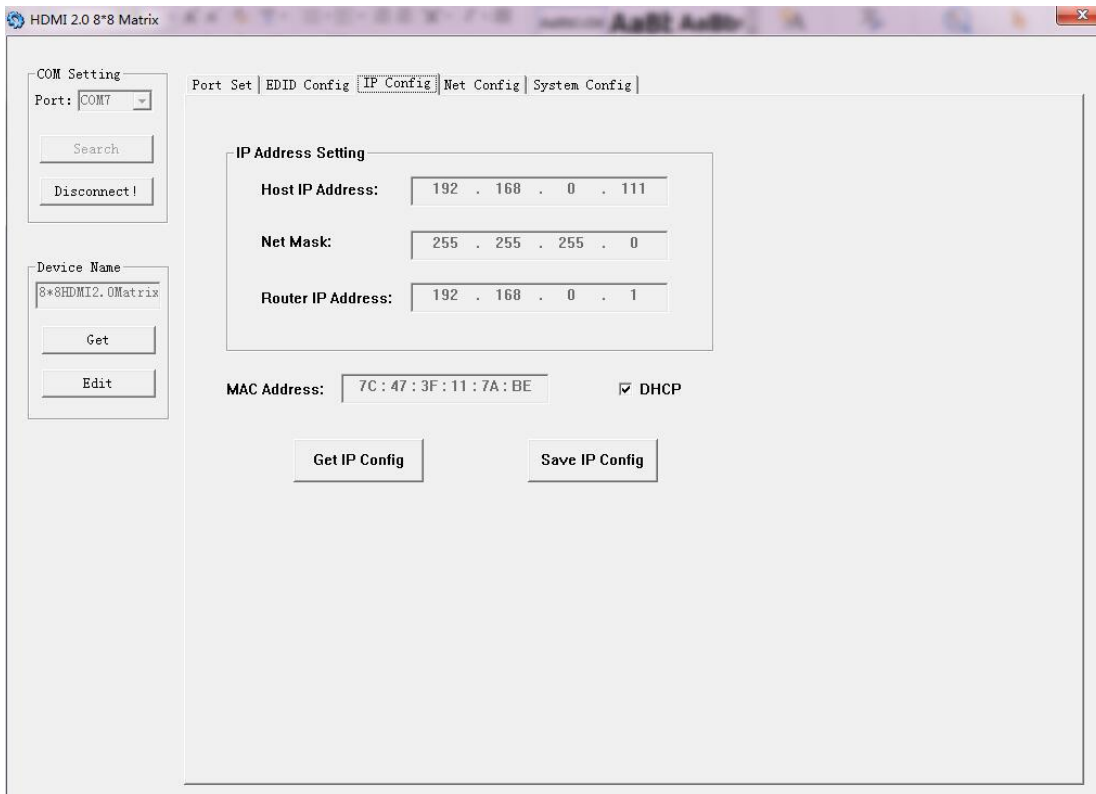 HDMI 2.0 8*8 Matrix
AaBb AaBb
COM Setting
Port: COM7
Search
Disconnect!
Device Name
8*8HDMI2.0Matrix
Get
Edit
Port Set EDID Config IP Config Net Config System Config
IP Address Setting
Host IP Address: 192 . 168 . 0 . 111
Net Mask: 255 . 255 . 255 . 0
Router IP Address: 192 . 168 . 0 . 1
MAC Address: 7C : 47 : 3F : 11 : 7A : BE DHCP
Get IP Config Save IP Config